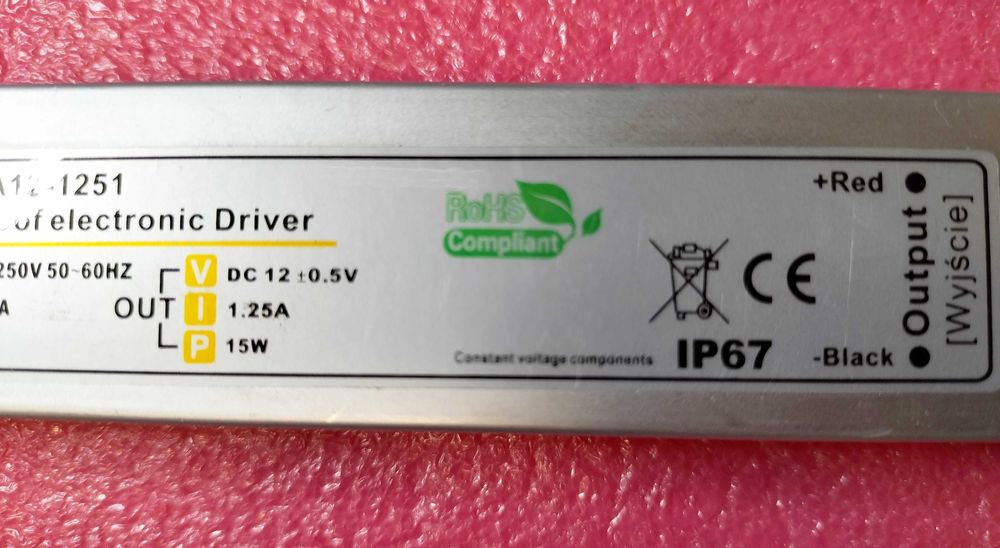 A12-1251
of electronic Driver
250V 50~60HZ
A
OUT
V DC 12 ±0.5V
I 1.25A
P 15W
RoHS
Compliant
Constant voltage components
CE
IP67
+Red
-Black
Output
[Wyjście]